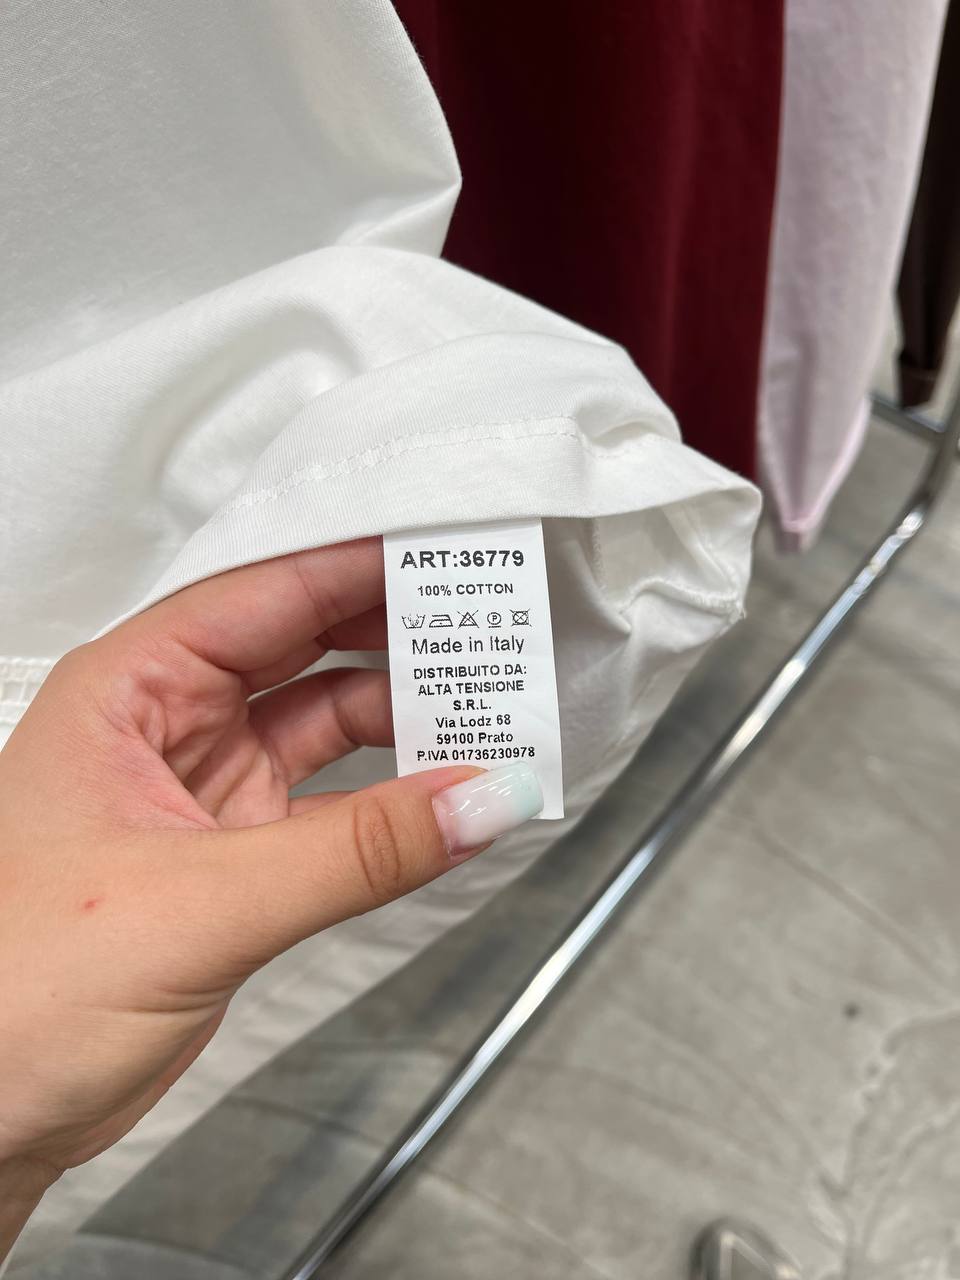 ART:36779
100% COTTON
P
Made in Italy
DISTRIBUITO DA:
ALTA TENSIONE
S.R.L.
Via Lodz 68
59100 Prato
P.IVA 01736230978